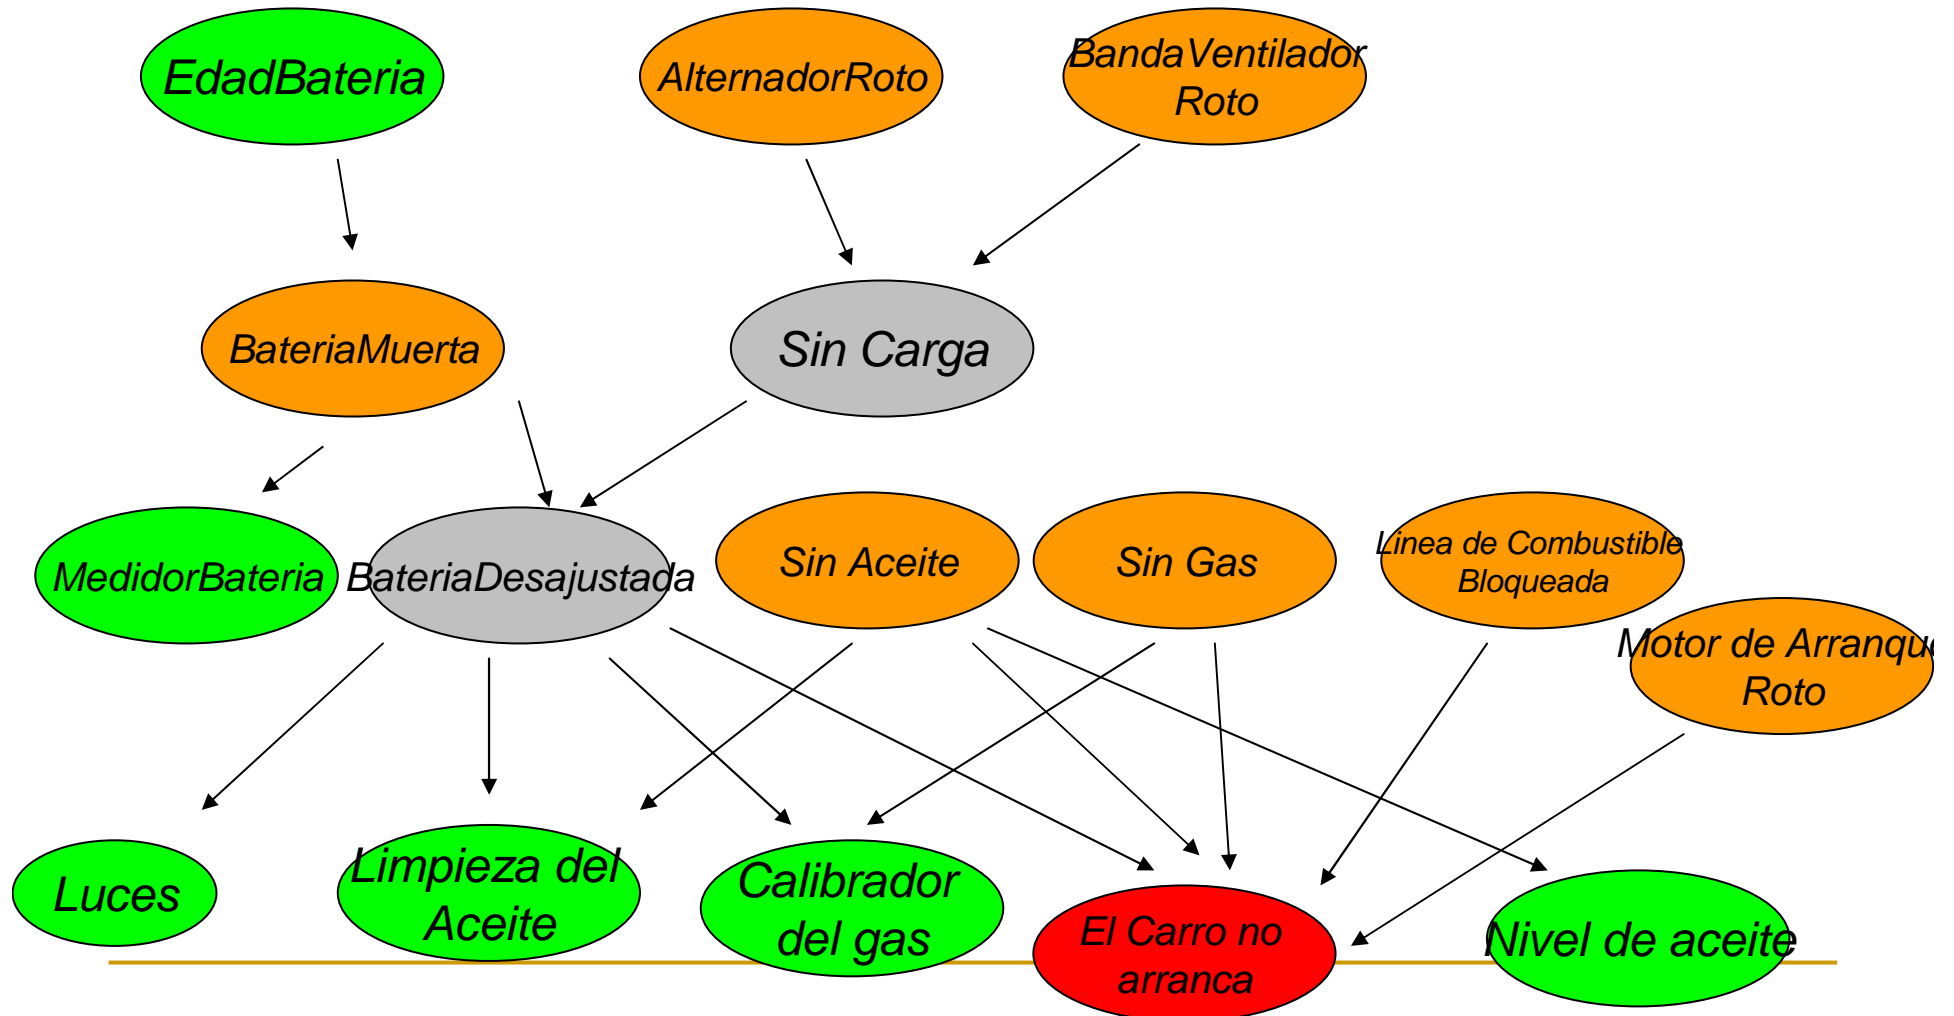 EdadBateria
AlternadorRoto
BandaVentilador
Roto
BateriaMuerta
Sin Carga
MedidorBateria
BateriaDesajustada
Sin Aceite
Sin Gas
Linea de Combustible
Bloqueada
Motor de Arranque
Roto
Luces
Limpieza del
Aceite
Calibrador
del gas
El Carro no
arranca
Nivel de aceite